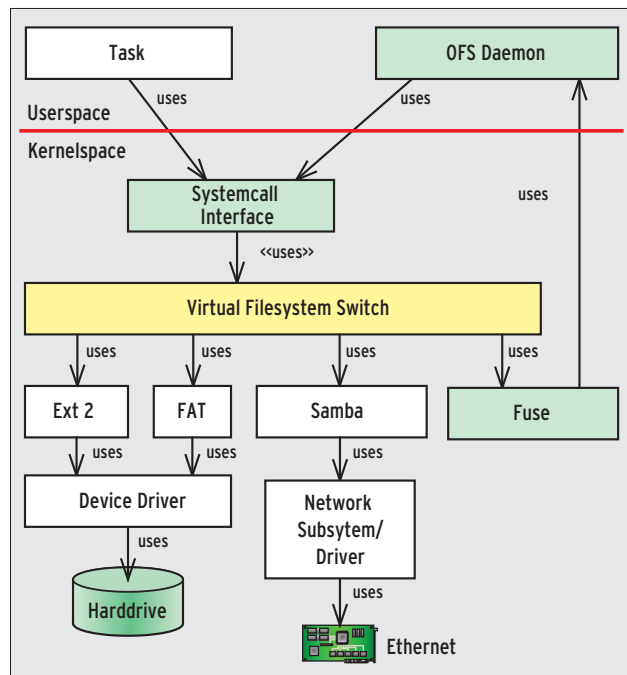 Task
OFS Daemon
uses
uses
Userspace
Kernelspace
Systemcall
Interface
uses
<<uses>>
Virtual Filesystem Switch
uses
uses
uses
uses
Ext 2
FAT
Samba
Fuse
uses
uses
uses
Device Driver
Network
Subsytem/
Driver
uses
uses
Harddrive
Ethernet